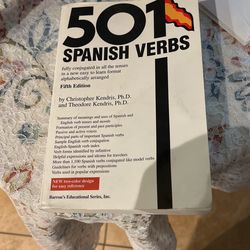 501
SPANISH VERBS
Fully conjugated in all the tenses
in a new easy to learn format
alphabetically arranged
Fifth Edition
by Christopher Kendris, Ph.D.
and Theodore Kendris, Ph.D.
Summary of meanings and uses of Spanish and
English verb tenses and moods
Formation of present and past participles
Passive and active voices
Principal parts of important Spanish verbs
Sample English verb conjugation
English-Spanish verb index
Verb forms identified by infinitive
Helpful expressions and idioms for travelers
More than 1,100 Spanish verbs conjugated like model verbs
Guidelines for verbs with prepositions
Verbs used in popular expressions
NEW two-color design
for easy reference
Barron's Educational Series, Inc.